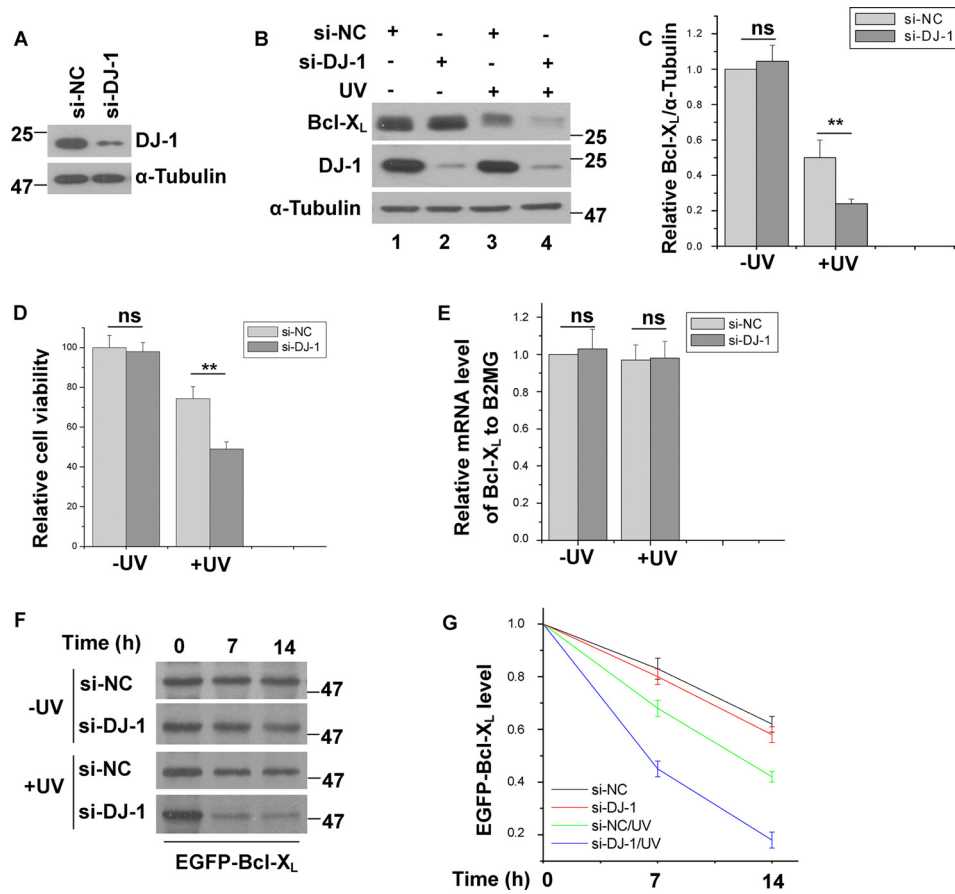 A
si-NC
si-DJ-1
25
DJ-1
47
α-Tubulin
B
si-NC + - + -
si-DJ-1 - + - +
UV - - + +
Bcl-XL
25
DJ-1
25
α-Tubulin
47
1 2 3 4
C
si-NC
si-DJ-1
Relative Bcl-XL/α-Tubulin
1.2
1.0
0.8
0.6
0.4
0.2
0.0
ns
**
-UV +UV
D
si-NC
si-DJ-1
Relative cell viability
100
80
60
40
20
0
ns
**
-UV +UV
E
si-NC
si-DJ-1
Relative mRNA level
of Bcl-XL to B2MG
1.2
1.0
0.8
0.6
0.4
0.2
0.0
ns
ns
-UV +UV
F
Time (h) 0 7 14
-UV
si-NC
47
si-DJ-1
47
+UV
si-NC
47
si-DJ-1
47
EGFP-Bcl-XL
G
EGFP-Bcl-XL level
1.0
0.8
0.6
0.4
0.2
si-NC
si-DJ-1
si-NC/UV
si-DJ-1/UV
Time (h) 0 7 14